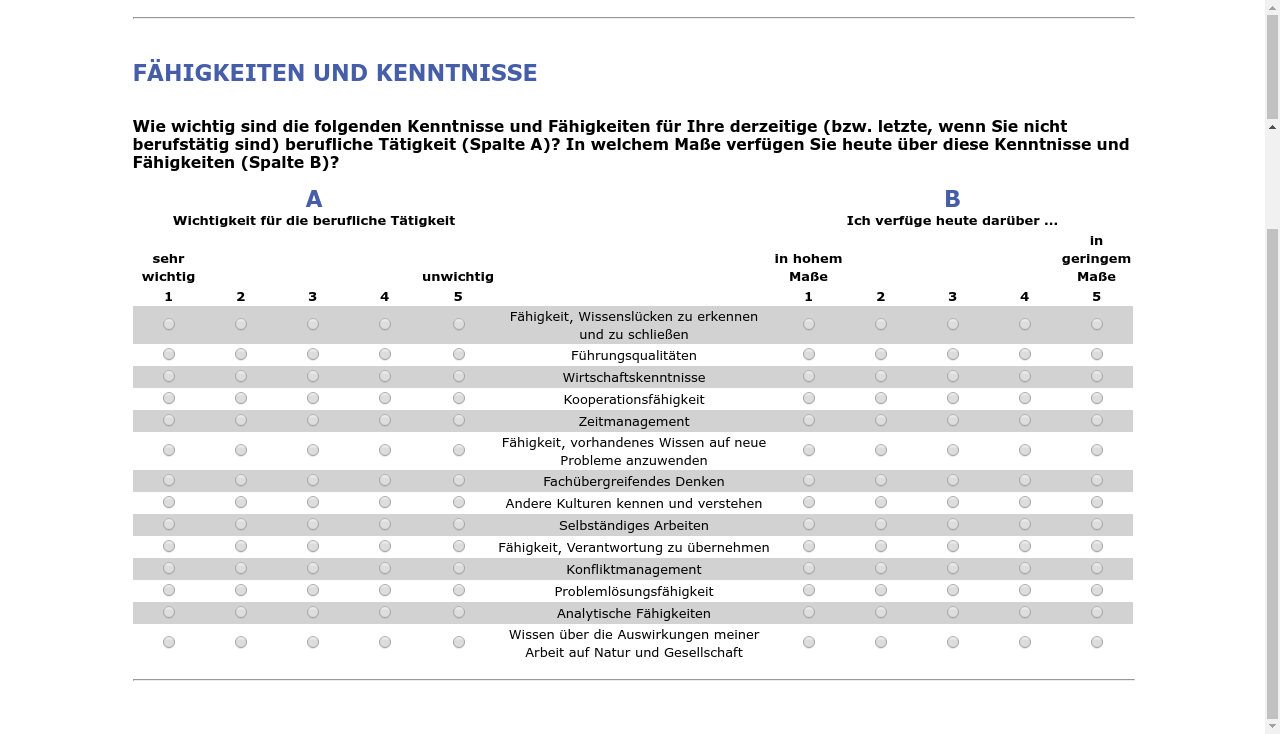 FÄHIGKEITEN UND KENNTNISSE
Wie wichtig sind die folgenden Kenntnisse und Fähigkeiten für Ihre derzeitige (bzw. letzte, wenn Sie nicht
berufstätig sind) berufliche Tätigkeit (Spalte A)? In welchem Maße verfügen Sie heute über diese Kenntnisse und
Fähigkeiten (Spalte B)?
A B
Wichtigkeit für die berufliche Tätigkeit Ich verfüge heute darüber ...
in
sehr in hohem geringem
wichtig unwichtig Maße Maße
1 2 3 4 5 1 2 3 4 5
Fähigkeit, Wissenslücken zu erkennen
und zu schließen
Führungsqualitäten
Wirtschaftskenntnisse
Kooperationsfähigkeit
Zeitmanagement
Fähigkeit, vorhandenes Wissen auf neue
Probleme anzuwenden
Fachübergreifendes Denken
Andere Kulturen kennen und verstehen
Selbständiges Arbeiten
Fähigkeit, Verantwortung zu übernehmen
Konfliktmanagement
Problemlösungsfähigkeit
Analytische Fähigkeiten
Wissen über die Auswirkungen meiner
Arbeit auf Natur und Gesellschaft